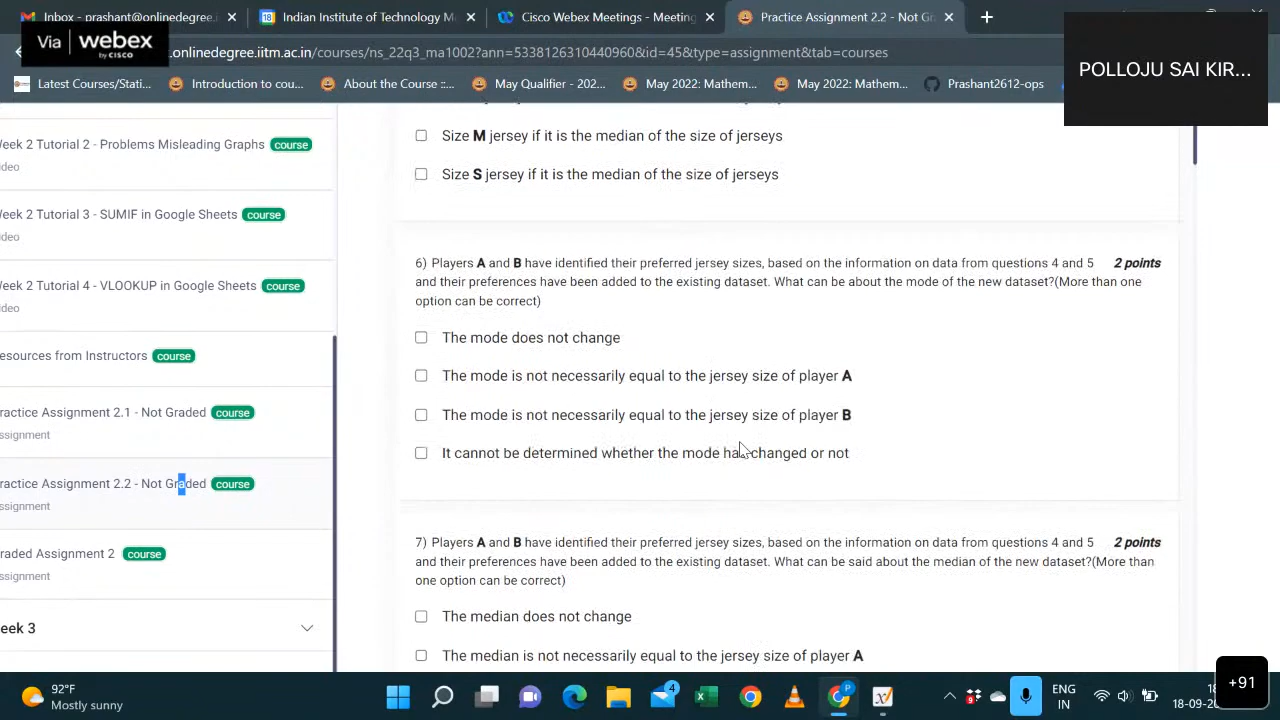 Inbox - prashant@onlinedegree.i
Indian Institute of Technology M
Cisco Webex Meetings - Meeting
Practice Assignment 2.2 - Not Gr
Via webex
by CISCO
.onlinedegree.iitm.ac.in/courses/ns_22q3_ma1002?ann=5338126310440960&id=45&type=assignment&tab=courses
POLLOJU SAI KIR...
Latest Courses/Stati...
Introduction to cou...
About the Course ::...
May Qualifier - 202...
May 2022: Mathem...
May 2022: Mathem...
Prashant2612-ops
eek 2 Tutorial 2 - Problems Misleading Graphs course
ideo
eek 2 Tutorial 3 - SUMIF in Google Sheets course
ideo
eek 2 Tutorial 4 - VLOOKUP in Google Sheets course
ideo
esources from Instructors course
ractice Assignment 2.1 - Not Graded course
ssignment
ractice Assignment 2.2 - Not Graded course
ssignment
raded Assignment 2 course
ssignment
eek 3
Size M jersey if it is the median of the size of jerseys
Size S jersey if it is the median of the size of jerseys
6) Players A and B have identified their preferred jersey sizes, based on the information on data from questions 4 and 5 2 points
and their preferences have been added to the existing dataset. What can be about the mode of the new dataset?(More than one
option can be correct)
The mode does not change
The mode is not necessarily equal to the jersey size of player A
The mode is not necessarily equal to the jersey size of player B
It cannot be determined whether the mode has changed or not
7) Players A and B have identified their preferred jersey sizes, based on the information on data from questions 4 and 5 2 points
and their preferences have been added to the existing dataset. What can be said about the median of the new dataset?(More than
one option can be correct)
The median does not change
The median is not necessarily equal to the jersey size of player A
92°F
Mostly sunny
4
P
ENG
IN
18-09-20
+91